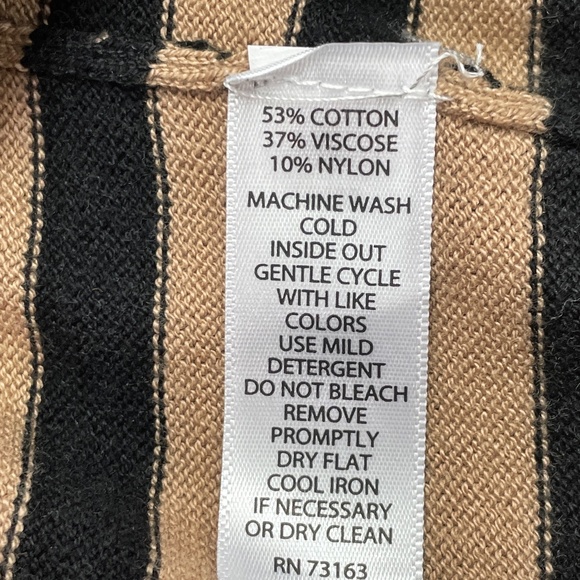 53% COTTON
37% VISCOSE
10% NYLON
MACHINE WASH
COLD
INSIDE OUT
GENTLE CYCLE
WITH LIKE
COLORS
USE MILD
DETERGENT
DO NOT BLEACH
REMOVE
PROMPTLY
DRY FLAT
COOL IRON
IF NECESSARY
OR DRY CLEAN
RN 73163